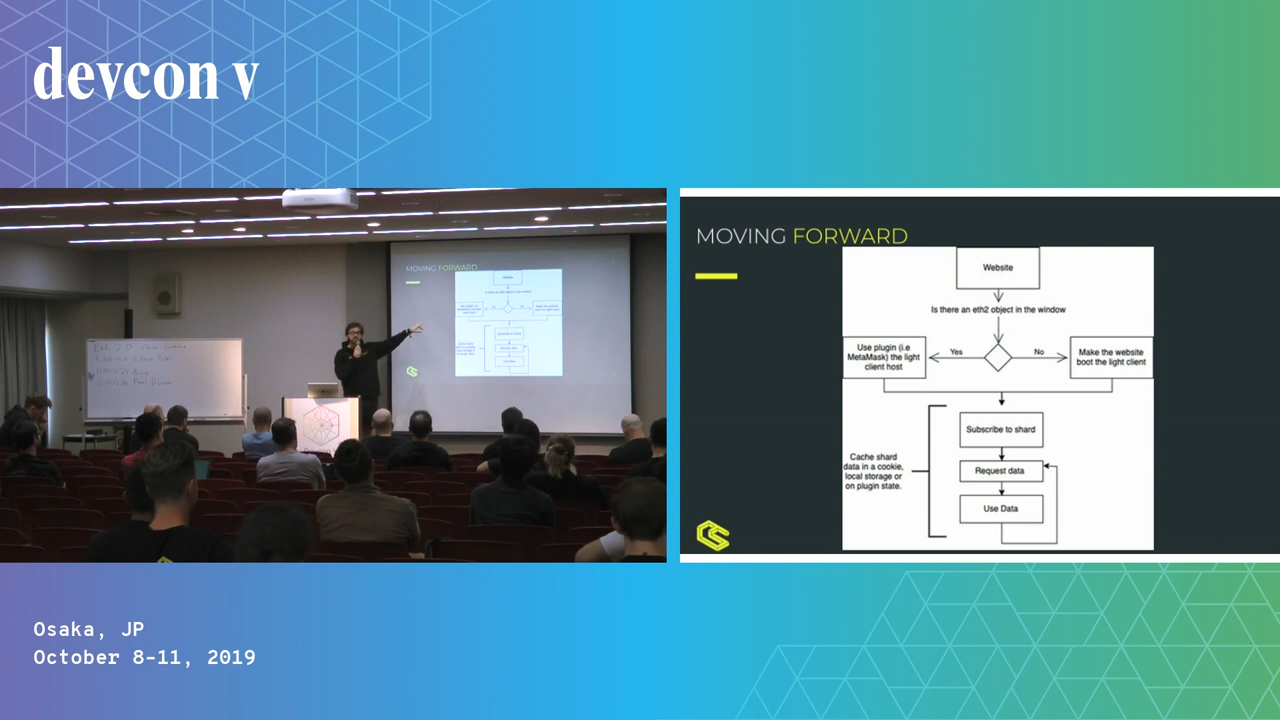 devcon v
MOVING FORWARD
Website
Is there an eth2 object in the window
Use plugin (i.e
MetaMask) the light
client host
Yes
No
Make the website
boot the light client
Subscribe to shard
Request data
Use Data
Cache shard
data in a cookie,
local storage or
on plugin state.
MOVING FORWARD
Osaka, JP
October 8-11, 2019